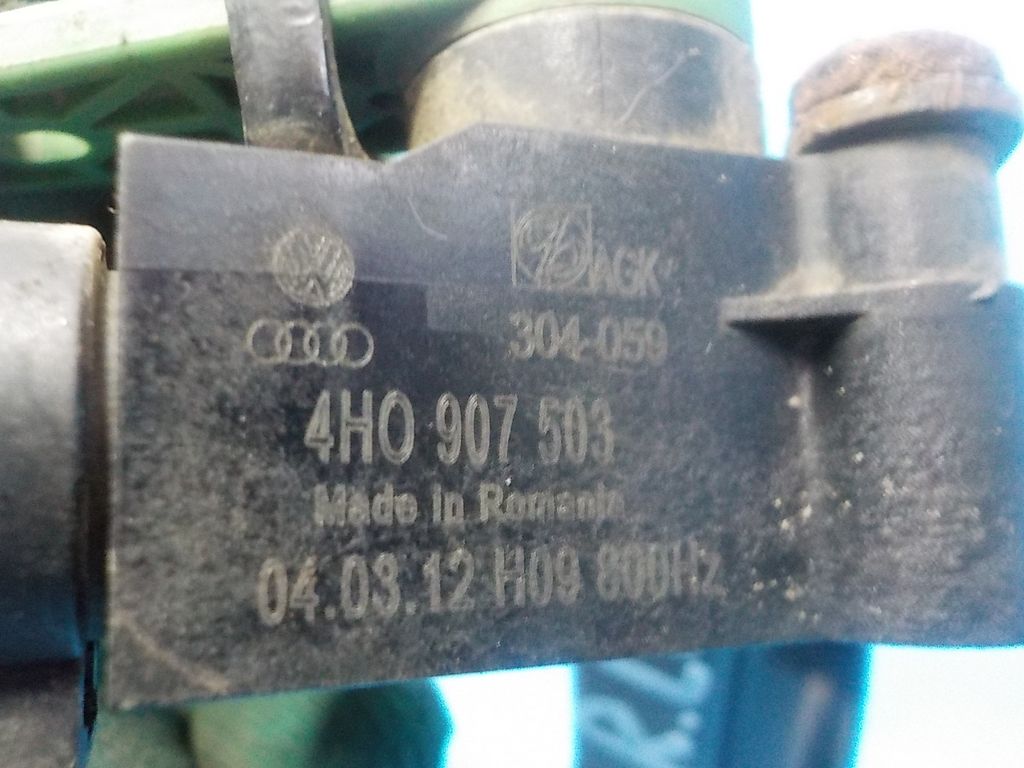 AGK
304-059
4H0 907 503
Made in Romania
04.03.12 H09 800Hz